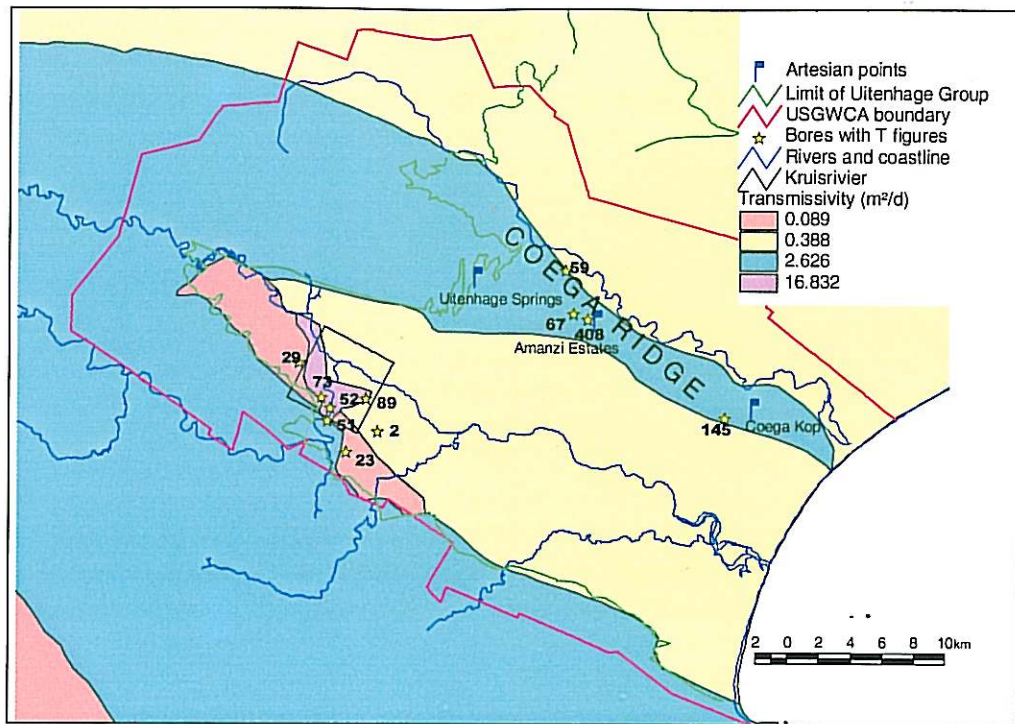 Artesian points
Limit of Uitenhage Group
USGWCA boundary
Bores with T figures
Rivers and coastline
Kruisrivier
Transmissivity (m²/d)
0.089
0.388
2.626
16.832
COEGA RIDGE
59
Uitenhage Springs
67
408
Amanzi Estates
29
73
52
89
51
2
23
145
Coega Kop
2 0 2 4 6 8 10km